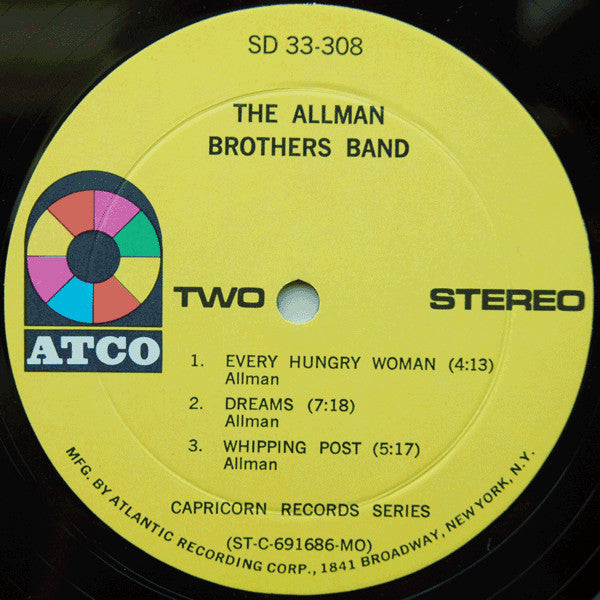 SD 33-308
THE ALLMAN
BROTHERS BAND
TWO
STEREO
ATCO
1. EVERY HUNGRY WOMAN (4:13)
Allman
2. DREAMS (7:18)
Allman
3. WHIPPING POST (5:17)
Allman
CAPRICORN RECORDS SERIES
(ST-C-691686-MO)
MFG. BY ATLANTIC RECORDING CORP., 1841 BROADWAY, NEW YORK, N.Y.